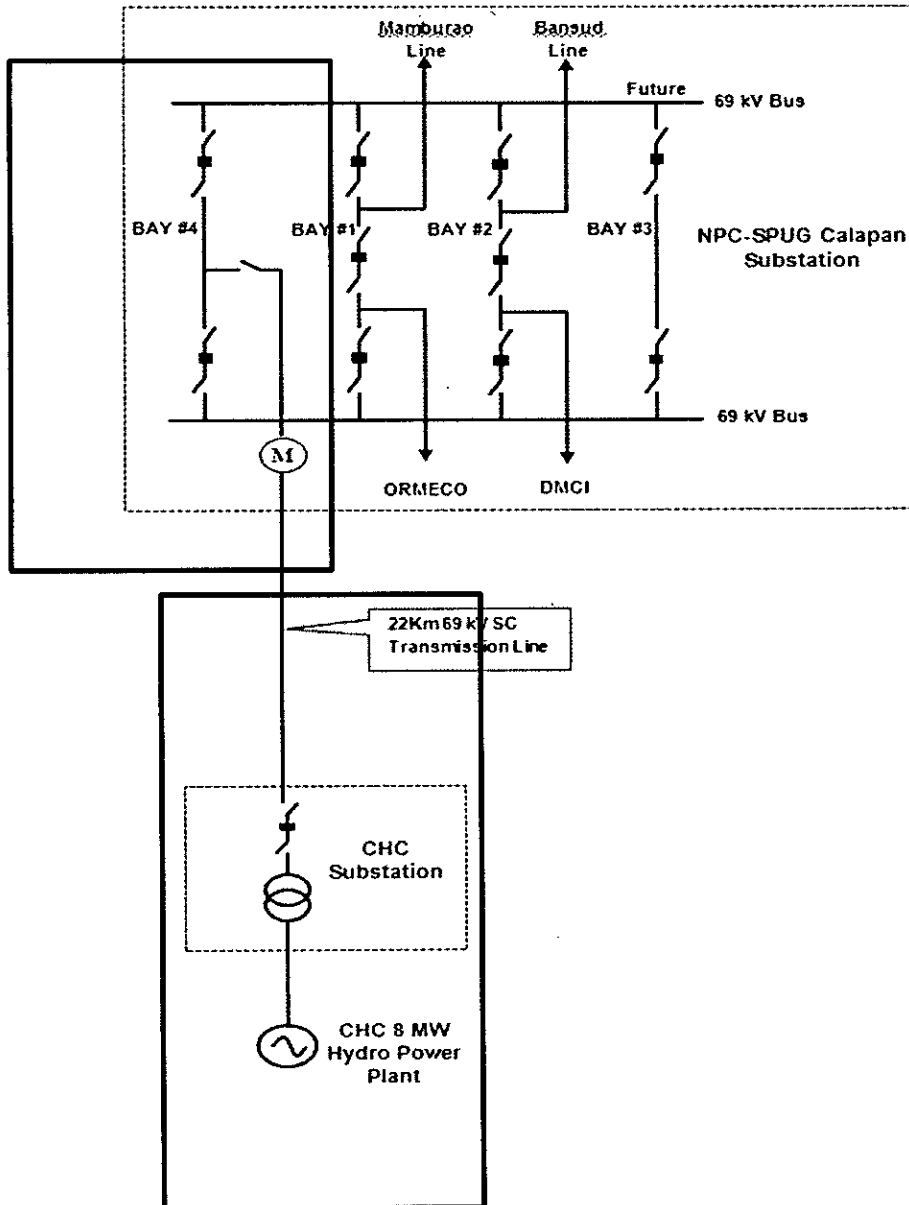 Mamburao
Line
Bansud
Line
Future
69 kV Bus
BAY #4
BAY #1
BAY #2
BAY #3
NPC-SPUG Calapan
Substation
69 kV Bus
M
ORMECO
DMCI
22Km 69 kV SC
Transmission Line
CHC
Substation
CHC 8 MW
Hydro Power
Plant